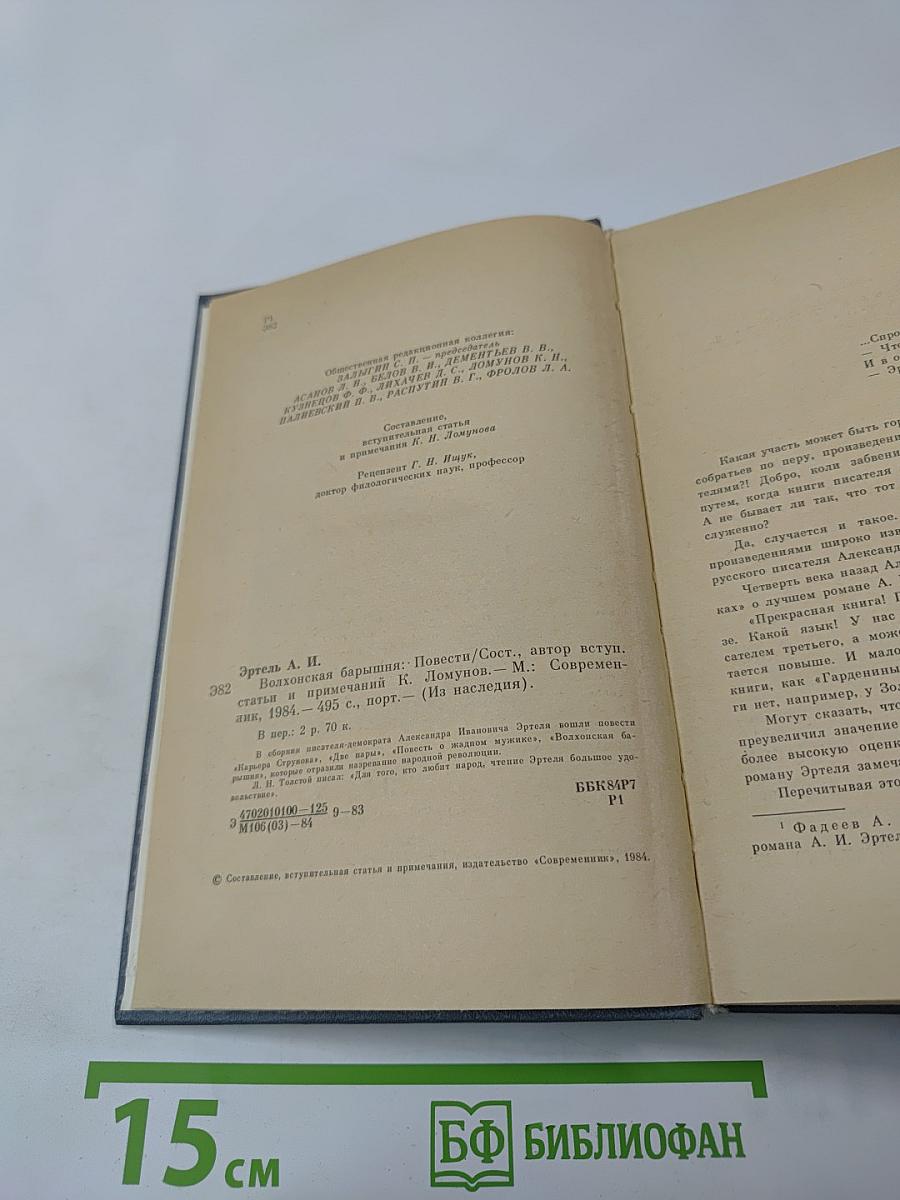 Р1
Э82
Общественная редакционная коллегия:
ЗАЛЫГИН С. П. — председатель
АСАНОВ Л. Н., БЕЛОВ В. И., ДЕМЕНТЬЕВ В. В.,
КУЗНЕЦОВ Ф. Ф., ЛИХАЧЕВ Д. С., ЛОМУНОВ К. Н.,
ПАЛИЕВСКИЙ П. В., РАСПУТИН В. Г., ФРОЛОВ Л. А.
Составление,
вступительная статья
и примечания К. Н. Ломунова
Рецензент Г. Н. Ищук,
доктор филологических наук, профессор
Эртель А. И.
Э82 Волхонская барышня: Повести/Сост., автор вступ.
статьи и примечаний К. Ломунов.— М.: Современ-
ник, 1984.— 495 с., порт.— (Из наследия).
В пер.: 2 р. 70 к.
В сборник писателя-демократа Александра Ивановича Эртеля вошли повести
«Карьера Струкова», «Две пары», «Повесть о жадном мужике», «Волхонская ба-
рышня», которые отразили назревание народной революции.
Л. Н. Толстой писал: «Для того, кто любит народ, чтение Эртеля большое удо-
вольствие».
Э 4702010100—125
М106(03)—84 9—83
ББК84Р7
Р1
© Составление, вступительная статья и примечания, издательство «Современник», 1984.
...Спро
— Что
И в о
— Эр
Какая участь может быть гор
собратьев по перу, произведени
телями?! Добро, коли забвени
путем, когда книги писателя
А не бывает ли так, что тот
служенно?
Да, случается и такое.
произведениями широко изв
русского писателя Александ
Четверть века назад Ал
ках» о лучшем романе А.
«Прекрасная книга!
зе. Какой язык! У нас
сателем третьего, а може
тается повыше. И мало
книги, как «Гарденины
ги нет, например, у Зол
Могут сказать, что
преувеличил значение
более высокую оценк
роману Эртеля замеча
Перечитывая это
1 Фадеев А.
романа А. И. Эртел
15 см
БФ БИБЛИОФАН